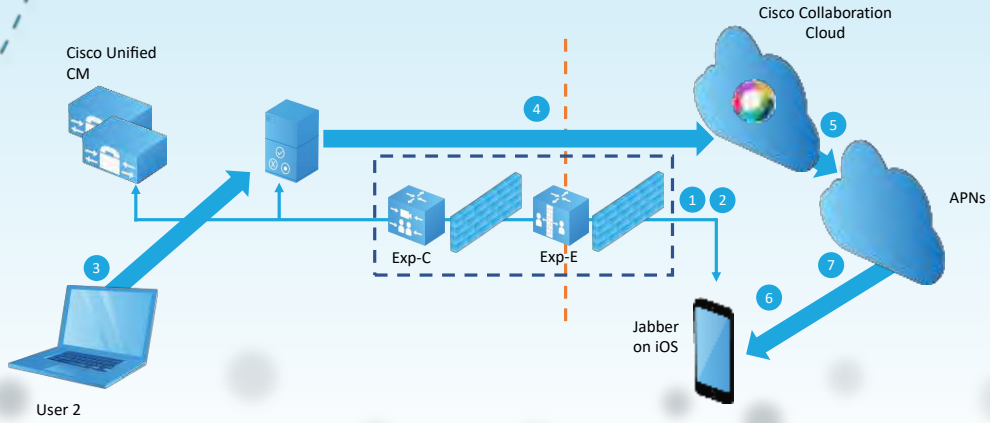 Cisco Collaboration
Cloud
Cisco Unified
CM
4
5
1 2
APNs
Exp-C
Exp-E
3
7
6
Jabber
on iOS
User 2